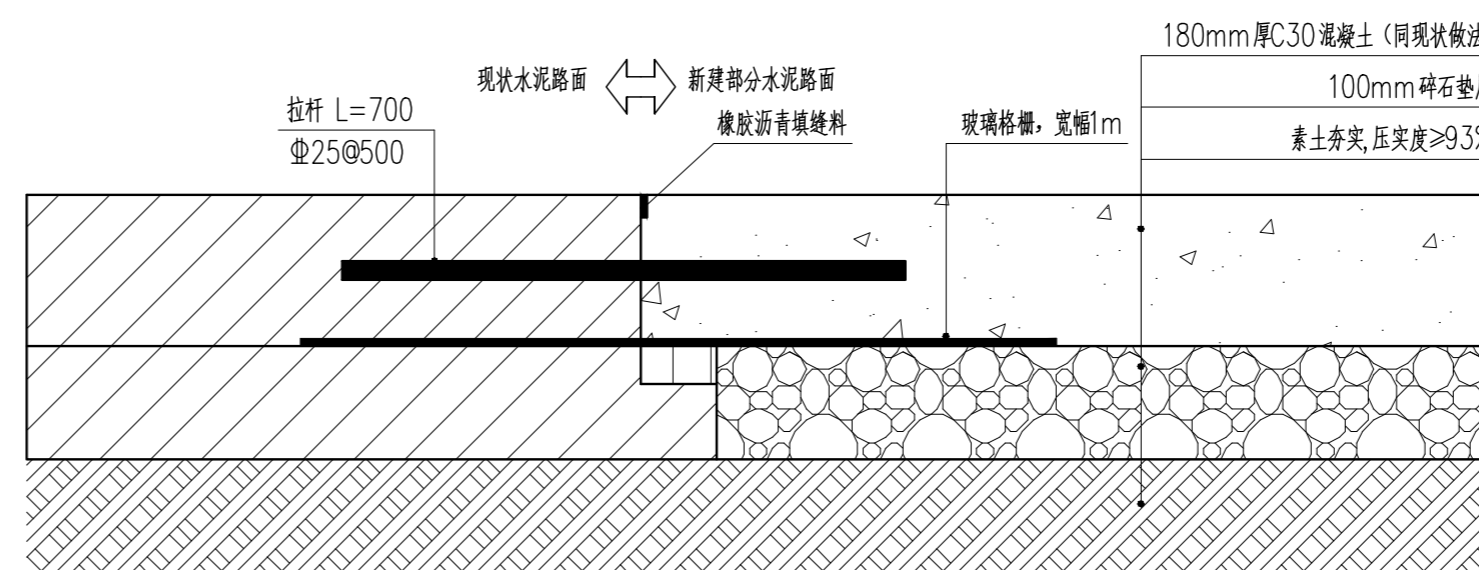 180mm厚C30混凝土（同现状做法
现状水泥路面
新建部分水泥路面
100mm碎石垫
拉杆 L=700
Φ25@500
橡胶沥青填缝料
玻璃格栅，宽幅1m
素土夯实,压实度≥93%